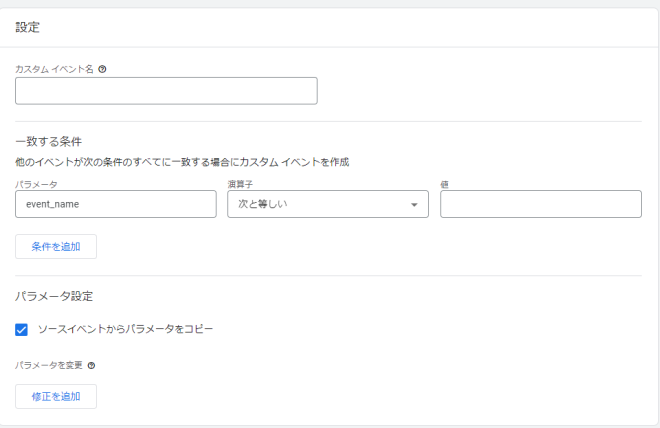 設定
カスタム イベント名
一致する条件
他のイベントが次の条件のすべてに一致する場合にカスタム イベントを作成
パラメータ 演算子 値
event_name 次と等しい
条件を追加
パラメータ設定
ソースイベントからパラメータをコピー
パラメータを変更
修正を追加